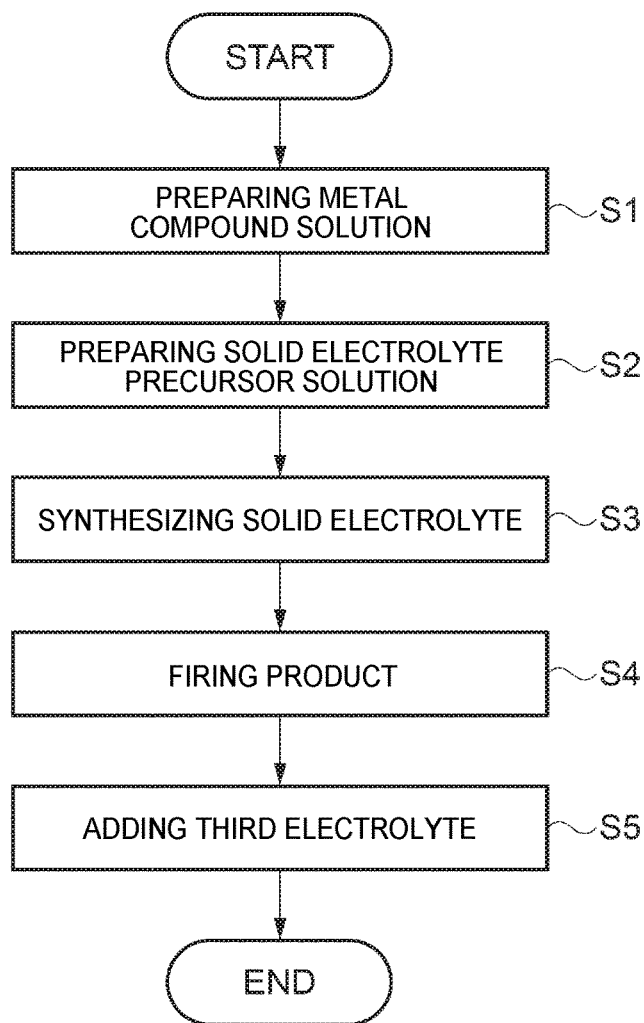 START
PREPARING METAL
COMPOUND SOLUTION
S1
PREPARING SOLID ELECTROLYTE
PRECURSOR SOLUTION
S2
SYNTHESIZING SOLID ELECTROLYTE
S3
FIRING PRODUCT
S4
ADDING THIRD ELECTROLYTE
S5
END